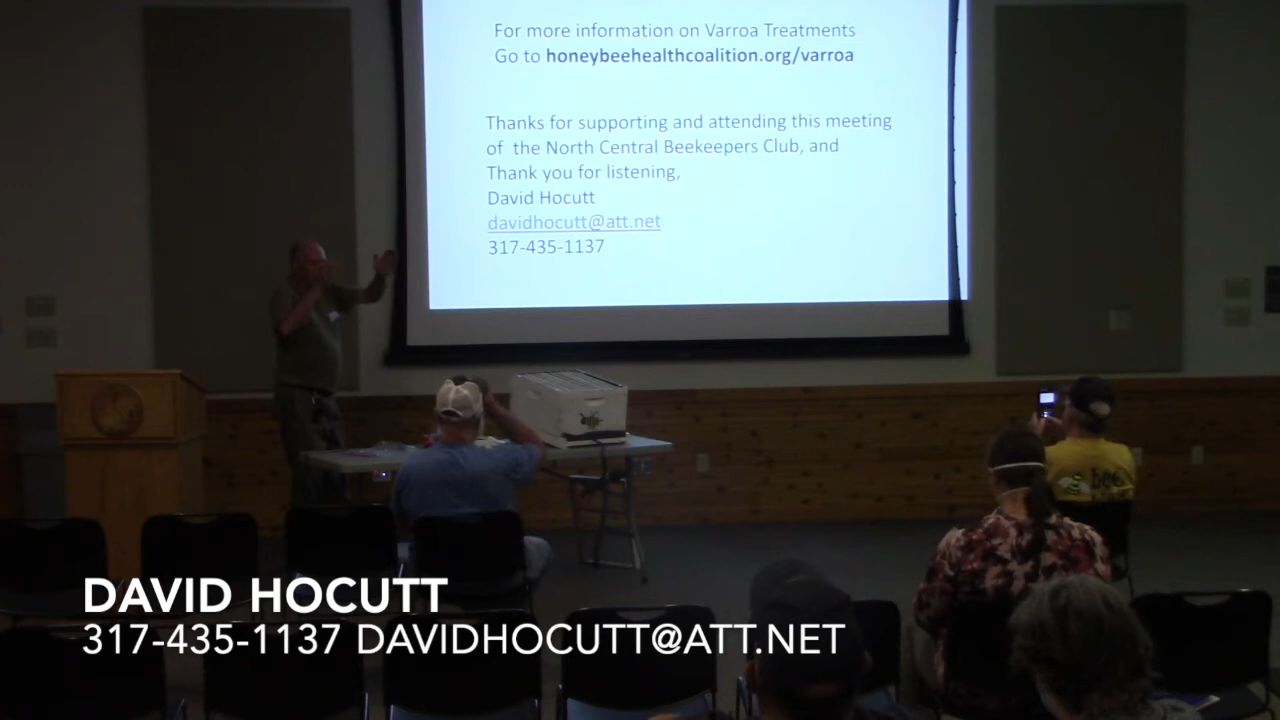 For more information on Varroa Treatments
Go to honeybeehealthcoalition.org/varroa
Thanks for supporting and attending this meeting
of the North Central Beekeepers Club, and
Thank you for listening,
David Hocutt
davidhocutt@att.net
317-435-1137
bee
DAVID HOCUTT
317-435-1137 DAVIDHOCUTT@ATT.NET